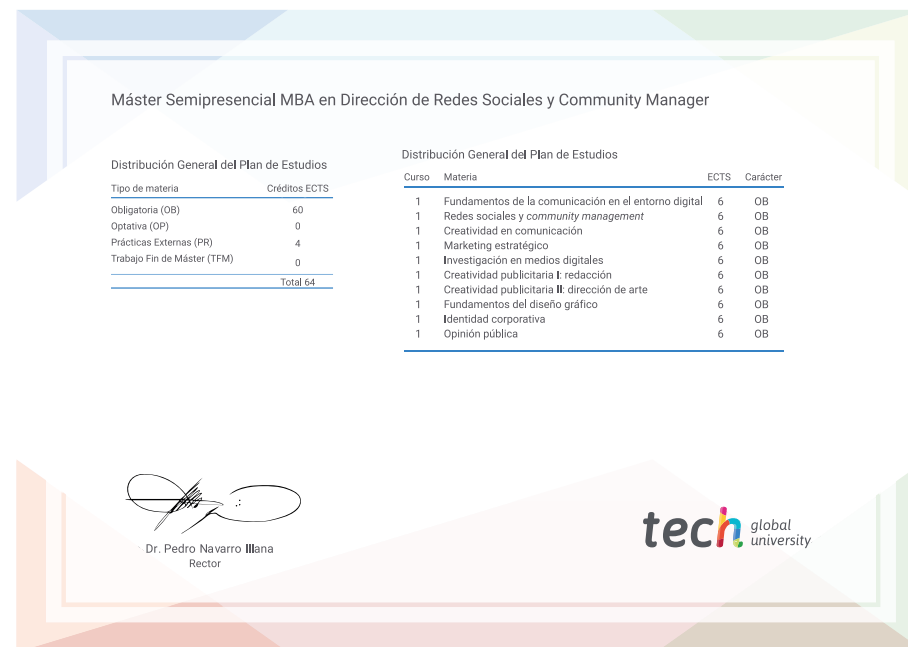 Máster Semipresencial MBA en Dirección de Redes Sociales y Community Manager
Distribución General del Plan de Estudios
Tipo de materia Créditos ECTS
Obligatoria (OB) 60
Optativa (OP) 0
Prácticas Externas (PR) 4
Trabajo Fin de Máster (TFM) 0
Total 64
Distribución General del Plan de Estudios
Curso Materia ECTS Carácter
1 Fundamentos de la comunicación en el entorno digital 6 OB
1 Redes sociales y community management 6 OB
1 Creatividad en comunicación 6 OB
1 Marketing estratégico 6 OB
1 Investigación en medios digitales 6 OB
1 Creatividad publicitaria I: redacción 6 OB
1 Creatividad publicitaria II: dirección de arte 6 OB
1 Fundamentos del diseño gráfico 6 OB
1 Identidad corporativa 6 OB
1 Opinión pública 6 OB
Dr. Pedro Navarro Illana
Rector
tech global
university